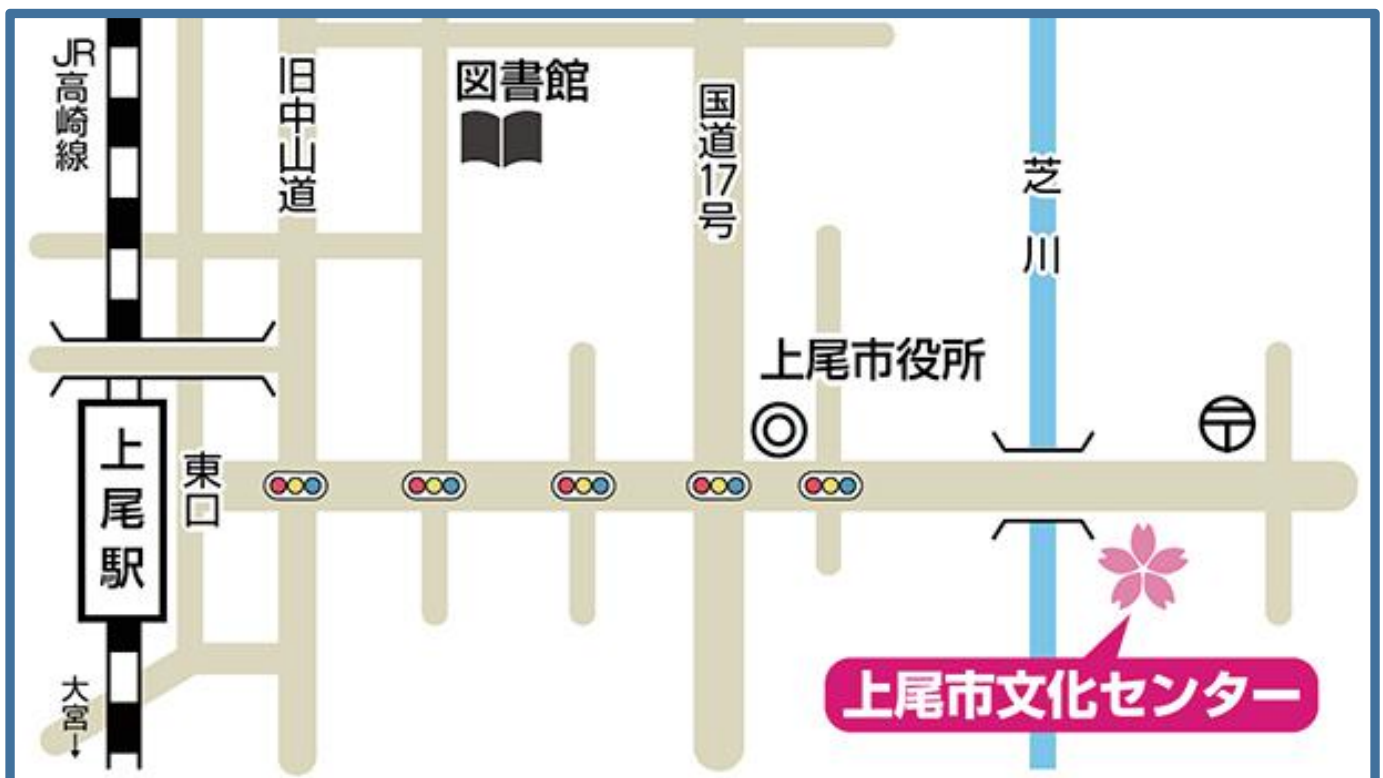 JR高崎線
旧中山道
図書館
国道17号
芝川
上尾市役所
東口
上尾駅
大宮↓
上尾市文化センター